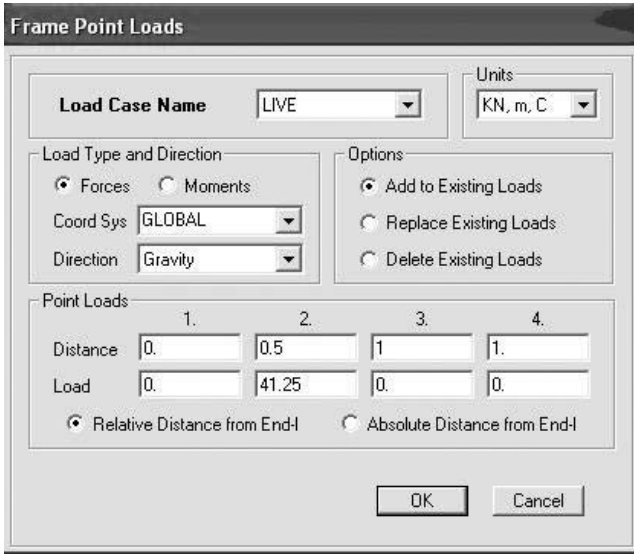 Frame Point Loads
Units
Load Case Name LIVE KN, m, C
Load Type and Direction Options
Forces Moments Add to Existing Loads
Coord Sys GLOBAL Replace Existing Loads
Direction Gravity Delete Existing Loads
Point Loads
1. 2. 3. 4.
Distance 0. 0.5 1 1.
Load 0. 41.25 0. 0.
Relative Distance from End-I Absolute Distance from End-I
OK Cancel